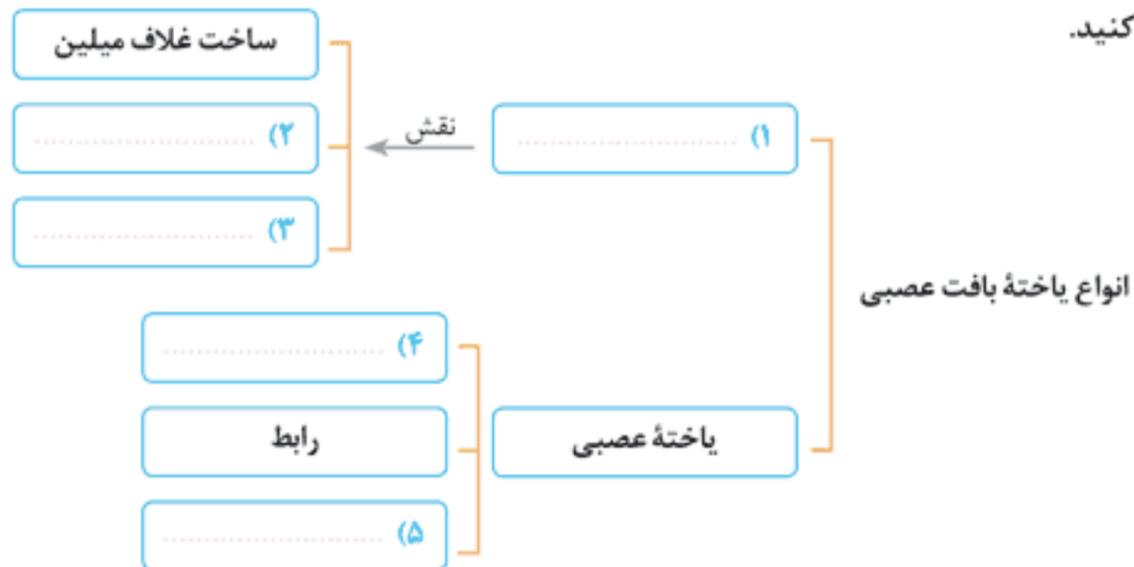 کنید.
انواع یاختهٔ بافت عصبی
۱) ........................
نقش
ساخت غلاف میلین
۲) ........................
۳) ........................
یاختهٔ عصبی
۴) ........................
رابط
۵) ........................